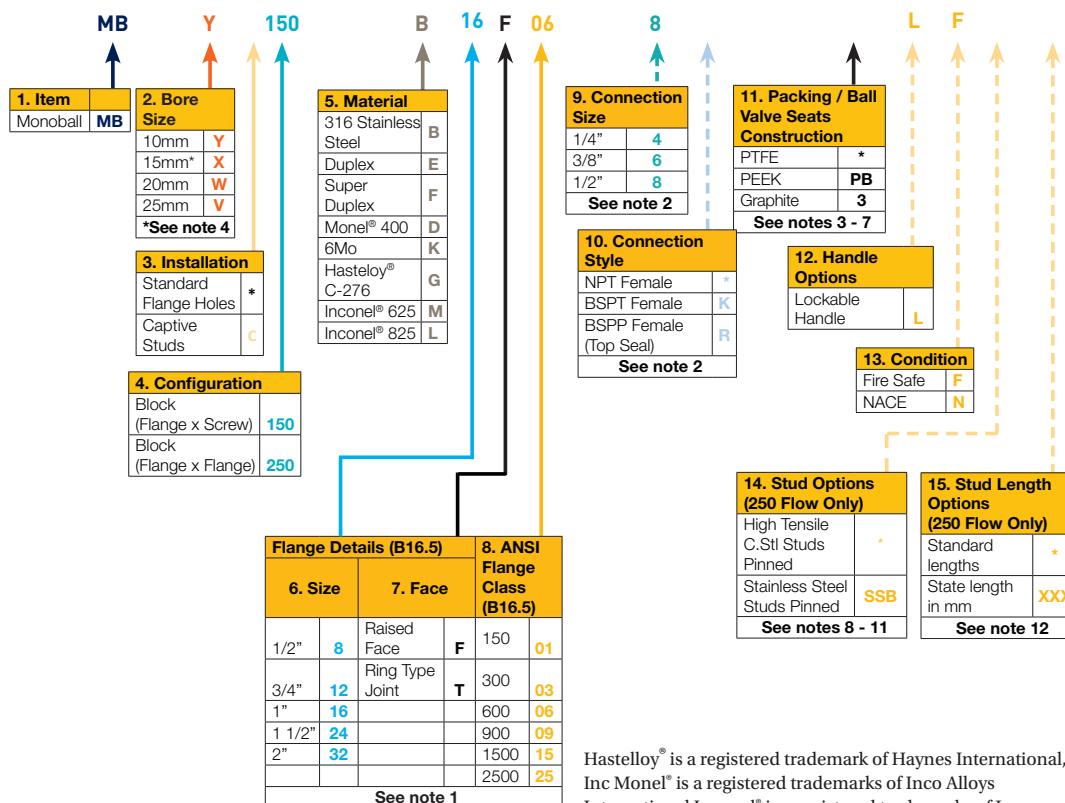 MB Y 150 B 16 F 06 8 L F
1. Item
Monoball MB
2. Bore
Size
10mm Y
15mm* X
20mm W
25mm V
*See note 4
3. Installation
Standard
Flange Holes *
Captive
Studs C
4. Configuration
Block
(Flange x Screw) 150
Block
(Flange x Flange) 250
5. Material
316 Stainless
Steel B
Duplex E
Super
Duplex F
Monel® 400 D
6Mo K
Hasteloy®
C-276 G
Inconel® 625 M
Inconel® 825 L
Flange Details (B16.5)
6. Size
7. Face
8. ANSI
Flange
Class
(B16.5)
1/2” 8 Raised
Face F 150 01
3/4” 12 Ring Type
Joint T 300 03
1” 16 600 06
1 1/2” 24 900 09
2” 32 1500 15
2500 25
See note 1
9. Connection
Size
1/4” 4
3/8” 6
1/2” 8
See note 2
10. Connection
Style
NPT Female *
BSPT Female K
BSPP Female
(Top Seal) R
See note 2
11. Packing / Ball
Valve Seats
Construction
PTFE *
PEEK PB
Graphite 3
See notes 3 - 7
12. Handle
Options
Lockable
Handle L
13. Condition
Fire Safe F
NACE N
14. Stud Options
(250 Flow Only)
High Tensile
C.Stl Studs
Pinned *
Stainless Steel
Studs Pinned SSB
See notes 8 - 11
15. Stud Length
Options
(250 Flow Only)
Standard
lengths *
State length
in mm XXX
See note 12
Hastelloy® is a registered trademark of Haynes International,
Inc Monel® is a registered trademarks of Inco Alloys